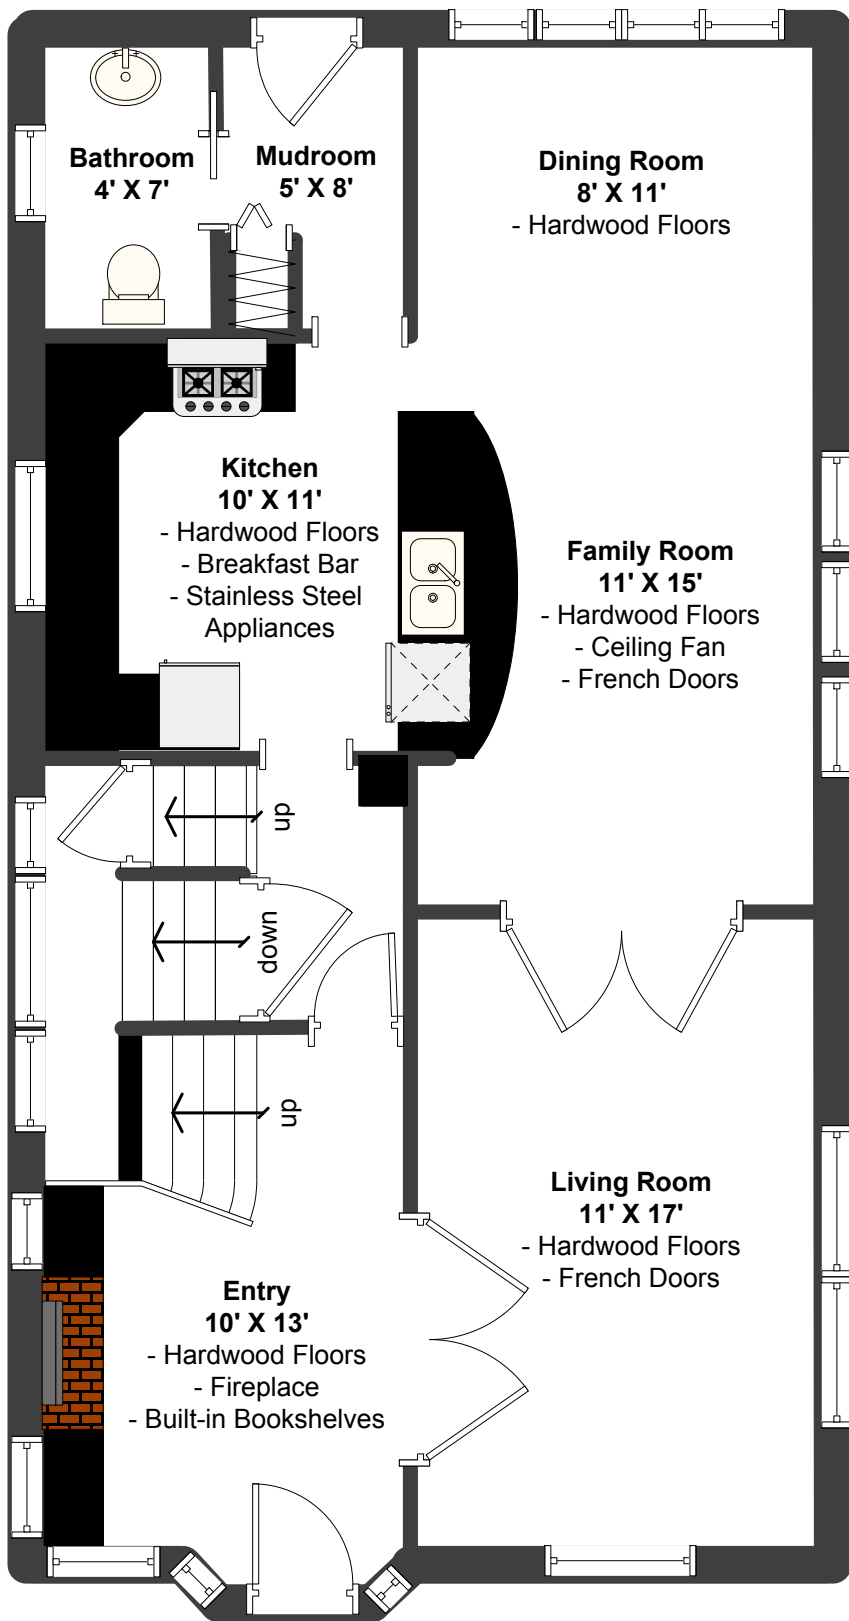 Bathroom
4' X 7'
Mudroom
5' X 8'
Dining Room
8' X 11'
- Hardwood Floors
Kitchen
10' X 11'
- Hardwood Floors
- Breakfast Bar
- Stainless Steel
Appliances
Family Room
11' X 15'
- Hardwood Floors
- Ceiling Fan
- French Doors
up
down
up
Living Room
11' X 17'
- Hardwood Floors
- French Doors
Entry
10' X 13'
- Hardwood Floors
- Fireplace
- Built-in Bookshelves